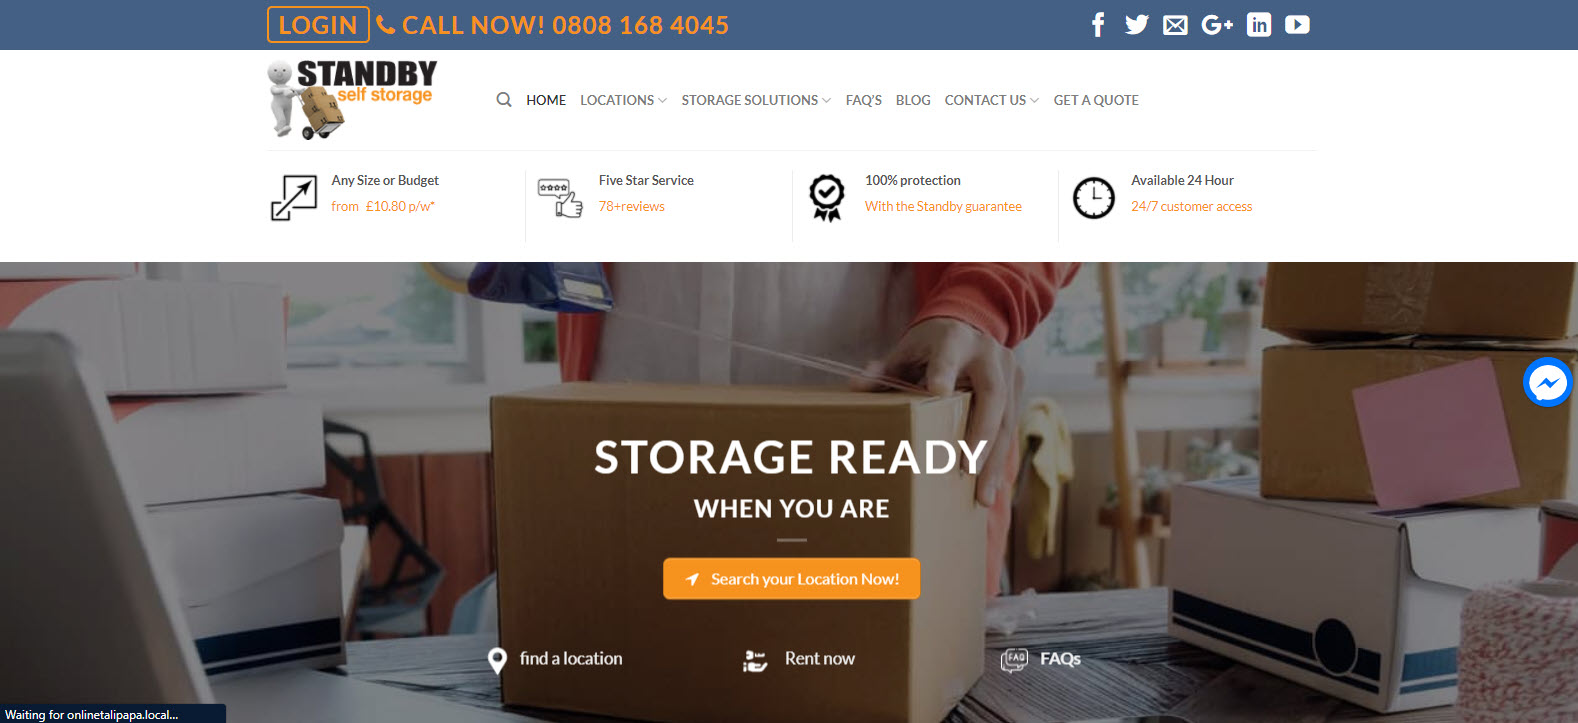 LOGIN CALL NOW! 0808 168 4045
STANDBY
self storage
HOME LOCATIONS STORAGE SOLUTIONS FAQ'S BLOG CONTACT US GET A QUOTE
Any Size or Budget
from £10.80 p/w*
Five Star Service
78+reviews
100% protection
With the Standby guarantee
Available 24 Hour
24/7 customer access
STORAGE READY
WHEN YOU ARE
Search your Location Now!
find a location
Rent now
FAQ
FAQs
Waiting for onlinetalipapa.local...